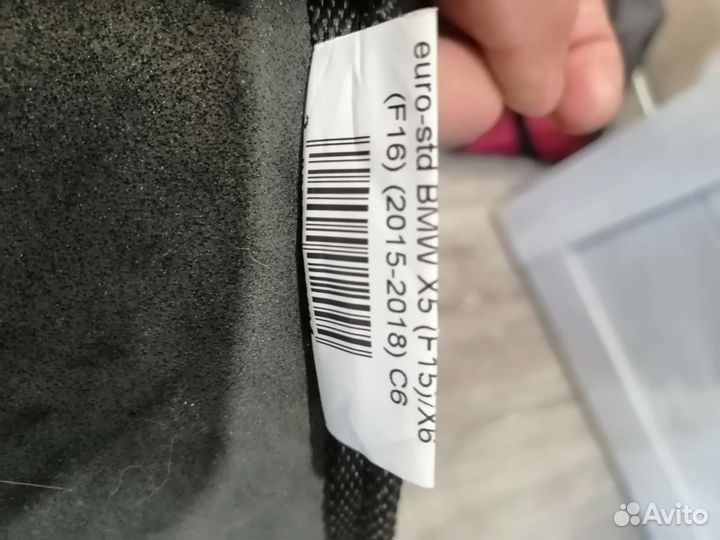 euro-std BMW X5 (F15)/X6
(F16) (2015-2018) C6
Avito